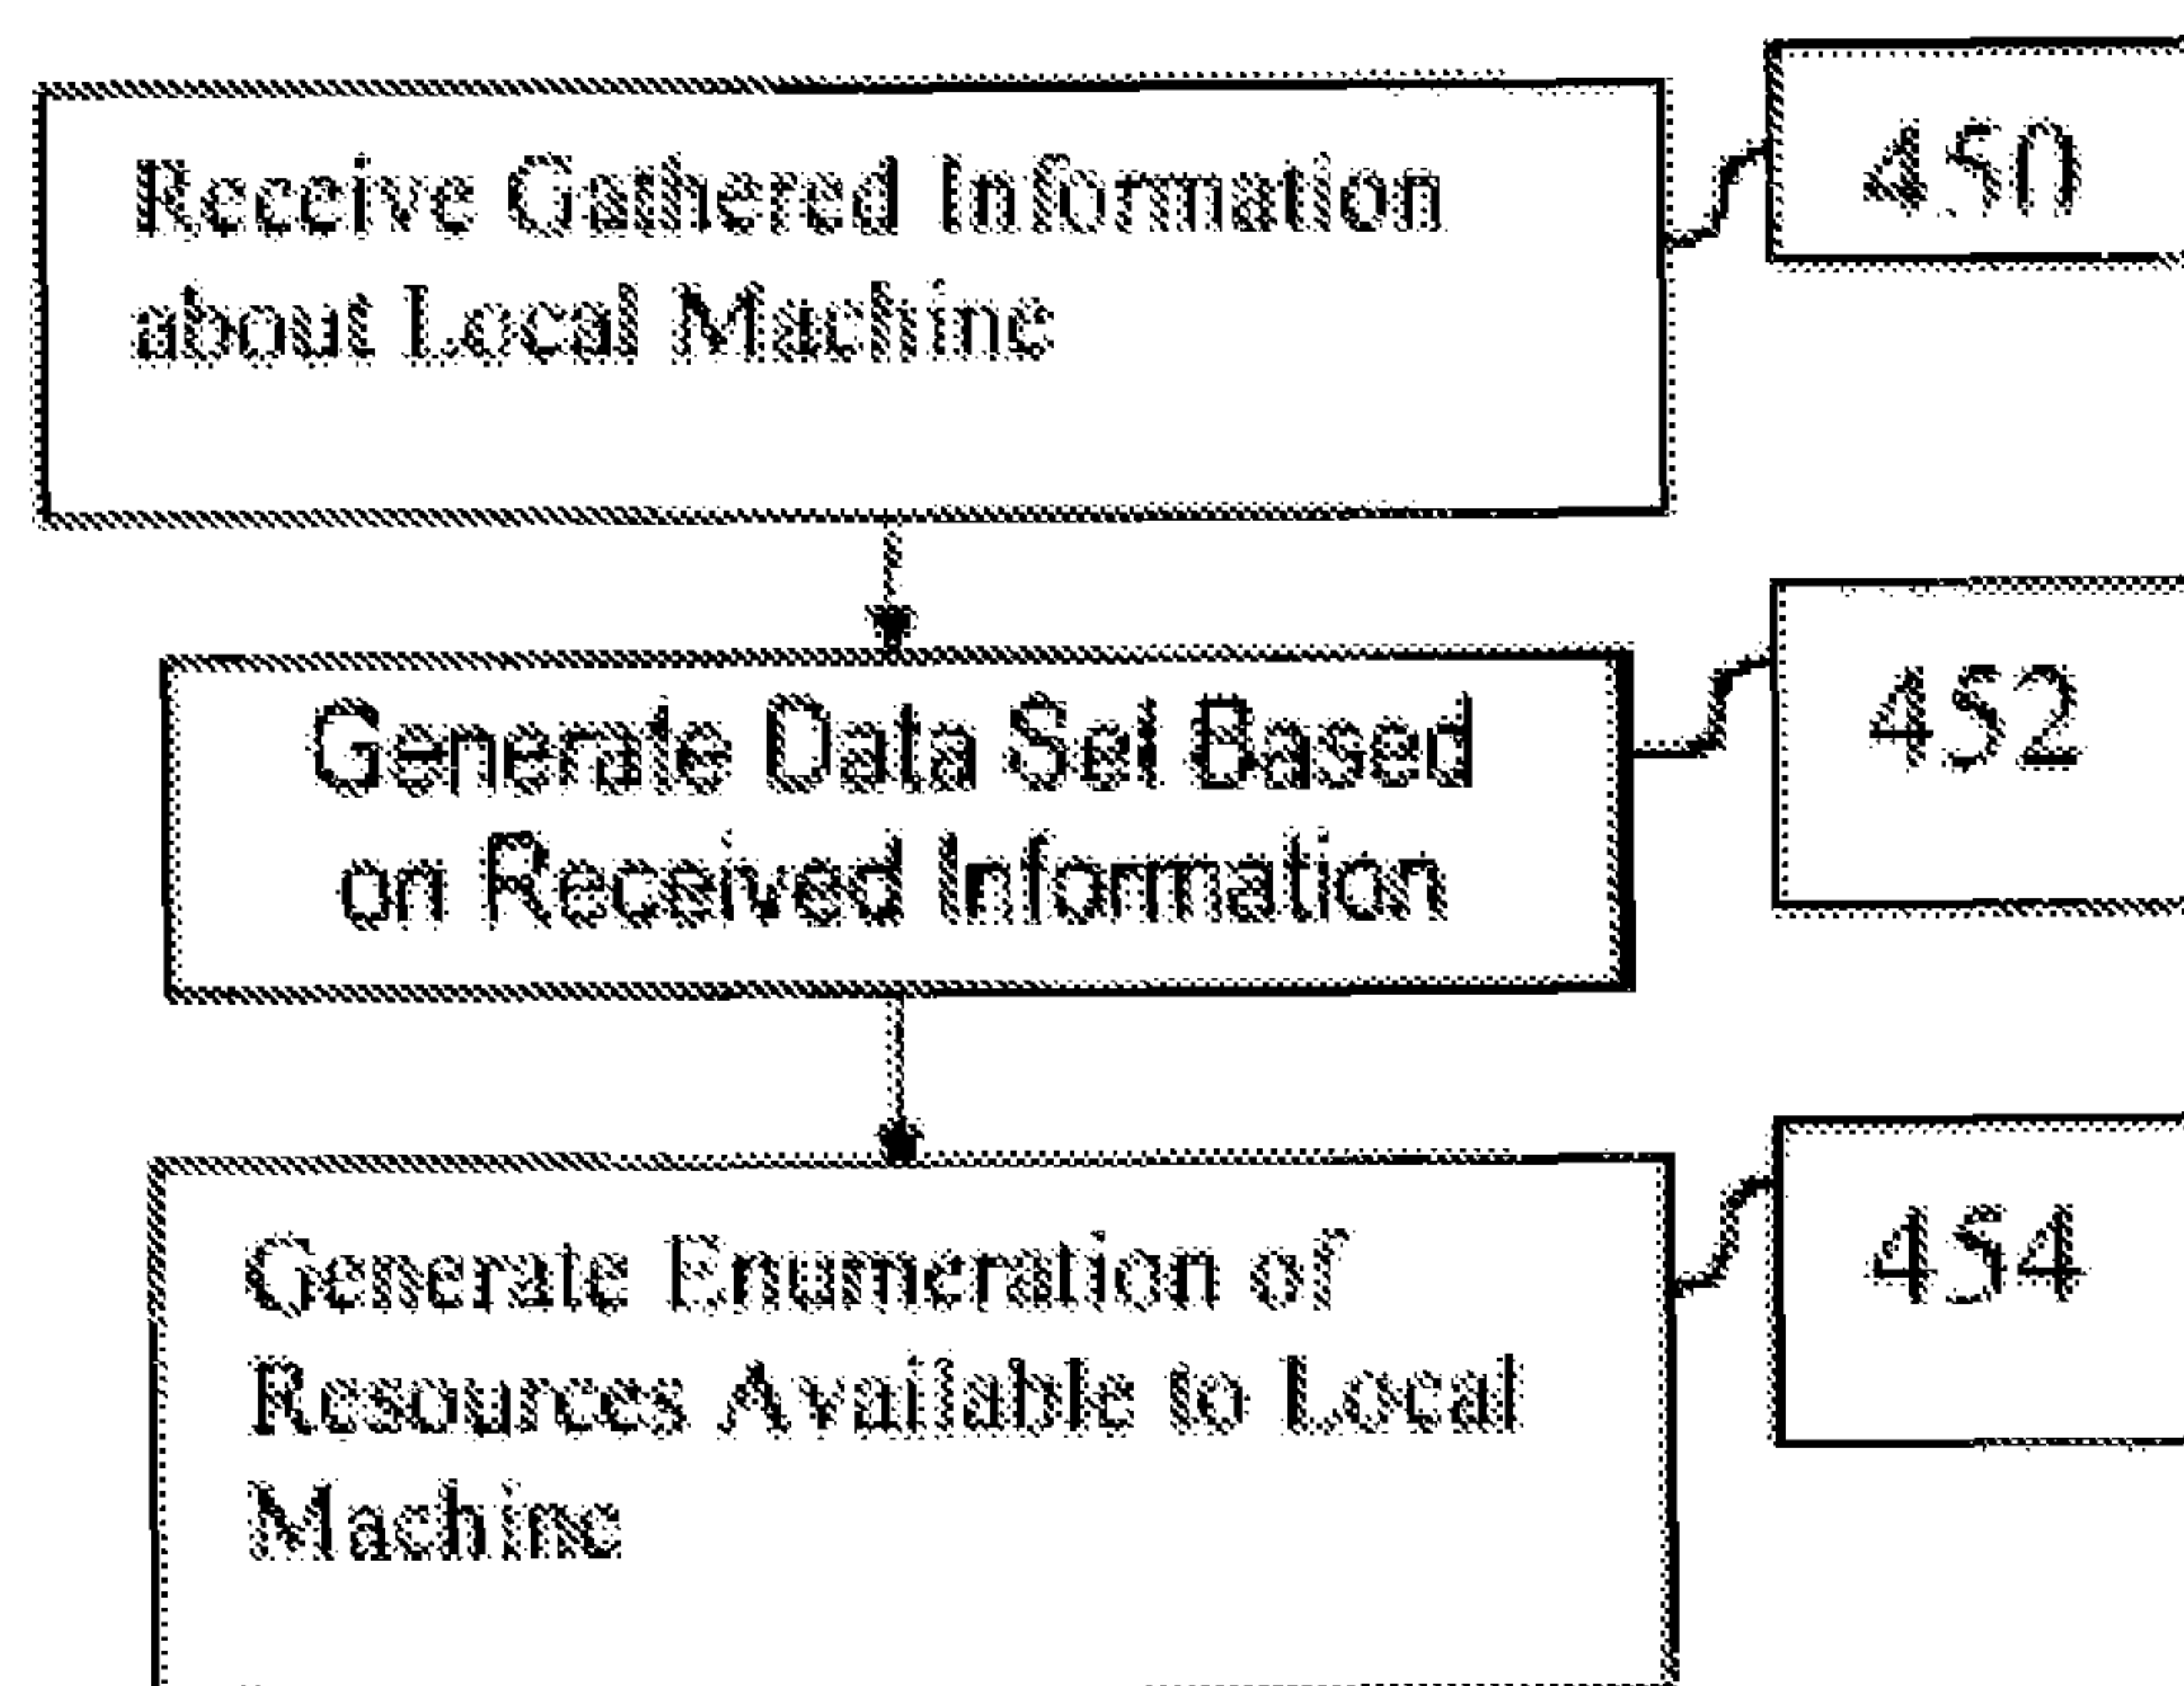 Receive Gathered Information
about Local Machine
450
Generate Data Set Based
on Received Information
452
Generate Enumeration of
Resources Available to Local
Machine
454